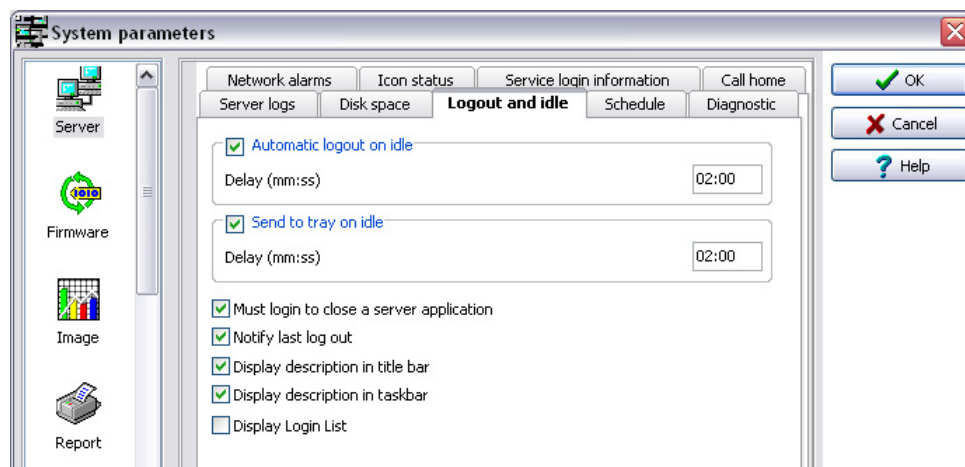 System parameters
Server
Firmware
Image
Report
Network alarms Icon status Service login information Call home
Server logs Disk space Logout and idle Schedule Diagnostic
Automatic logout on idle
Delay (mm:ss) 02:00
Send to tray on idle
Delay (mm:ss) 02:00
Must login to close a server application
Notify last log out
Display description in title bar
Display description in taskbar
Display Login List
OK
Cancel
Help